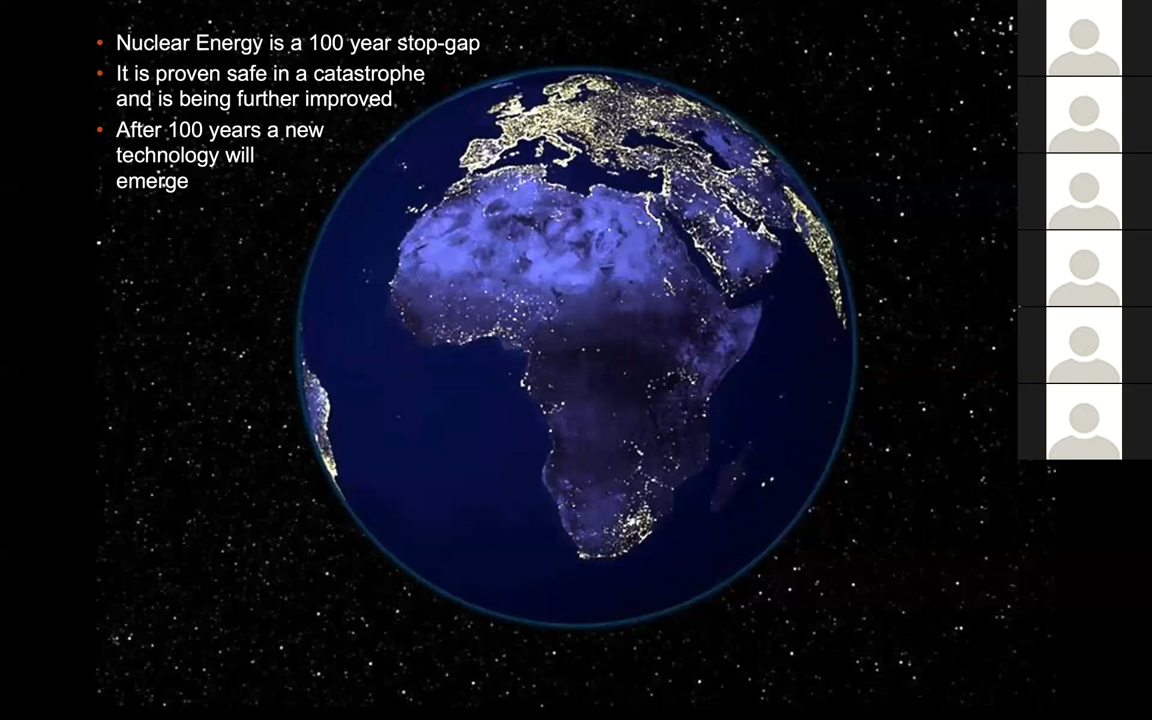 • Nuclear Energy is a 100 year stop-gap
• It is proven safe in a catastrophe
and is being further improved
• After 100 years a new
technology will
emerge